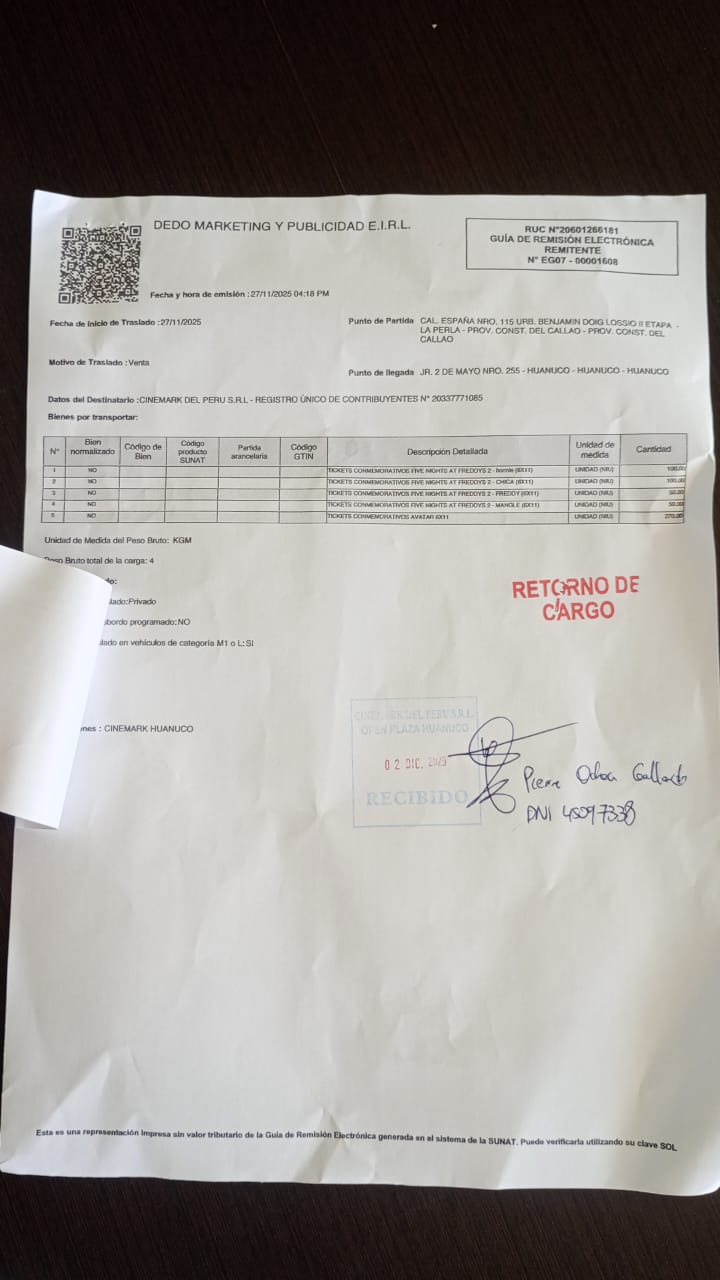 DEDO MARKETING Y PUBLICIDAD E.I.R.L.
RUC N°20601266181
GUÍA DE REMISIÓN ELECTRÓNICA
REMITENTE
N° EG07 - 00001608
Fecha y hora de emisión :27/11/2025 04:18 PM
Fecha de Inicio de Traslado :27/11/2025
Punto de Partida CAL. ESPAÑA NRO. 115 URB. BENJAMIN DOIG LOSSIO II ETAPA -
LA PERLA - PROV. CONST. DEL CALLAO - PROV. CONST. DEL
CALLAO
Motivo de Traslado :Venta
Punto de llegada JR. 2 DE MAYO NRO. 255 - HUANUCO - HUANUCO - HUANUCO
Datos del Destinatario :CINEMARK DEL PERU S.R.L - REGISTRO ÚNICO DE CONTRIBUYENTES N° 20337771085
Bienes por transportar:
N° Bien normalizado Código de Bien Código producto SUNAT Partida arancelaria Código GTIN Descripción Detallada Unidad de medida Cantidad
1 NO TICKETS CONMEMORATIVOS FIVE NIGHTS AT FREDDYS 2 - bonnie (6X11) UNIDAD (NIU) 100.00
2 NO TICKETS CONMEMORATIVOS FIVE NIGHTS AT FREDDYS 2 - CHICA (6X11) UNIDAD (NIU) 100.00
3 NO TICKETS CONMEMORATIVOS FIVE NIGHTS AT FREDDYS 2 - FREDDY (6X11) UNIDAD (NIU) 50.00
4 NO TICKETS CONMEMORATIVOS FIVE NIGHTS AT FREDDYS 2 - MANGLE (6X11) UNIDAD (NIU) 50.00
5 NO TICKETS CONMEMORATIVOS AVATAR 6X11 UNIDAD (NIU) 270.00
Unidad de Medida del Peso Bruto: KGM
Peso Bruto total de la carga: 4
do:
lado:Privado
bordo programado:NO
lado en vehículos de categoría M1 o L:SI
RETORNO DE
CARGO
nes : CINEMARK HUANUCO
CINEMARK DEL PERU S.R.L.
OPEN PLAZA HUANUCO
02 DIC. 2025
RECIBIDO
Pierre Ochoa Gallardo
DNI 45097338
Esta es una representación impresa sin valor tributario de la Guia de Remisión Electrónica generada en el sistema de la SUNAT. Puede verificarla utilizando su clave SOL